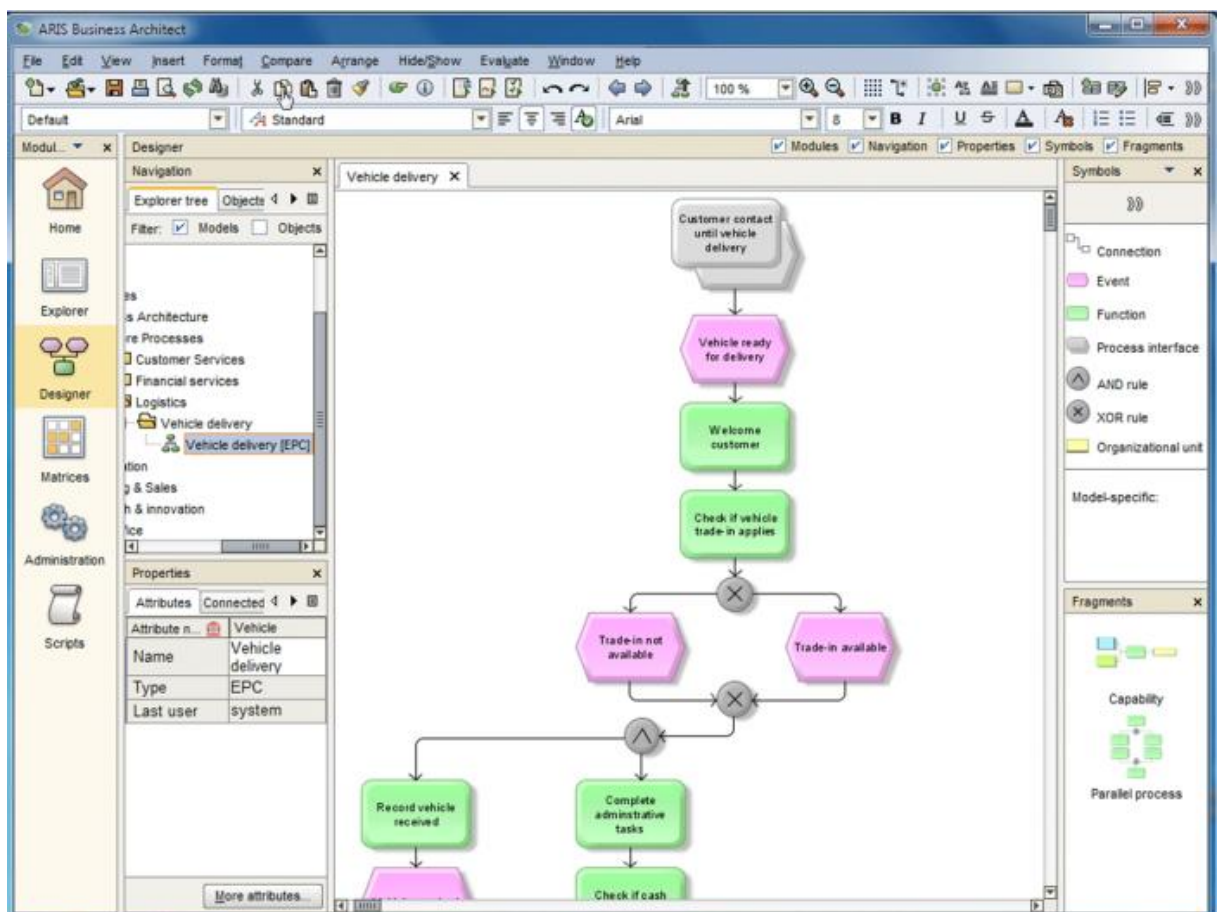 ARIS Business Architect
File Edit View Insert Format Compare Arrange Hide/Show Evaluate Window Help
100 %
Default Standard Arial 8 B I U S A
Modul... Designer Modules Navigation Properties Symbols Fragments
Home
Explorer
Designer
Matrices
Administration
Scripts
Navigation
Explorer tree Objects
Filter: Models Objects
es
s Architecture
re Processes
Customer Services
Financial services
Logistics
Vehicle delivery
Vehicle delivery [EPC]
tion
g & Sales
h & innovation
ice
Properties
Attributes Connected
Attribute n... Vehicle
Name Vehicle
delivery
Type EPC
Last user system
More attributes...
Vehicle delivery
Customer contact
until vehicle
delivery
Vehicle ready
for delivery
Welcome
customer
Check if vehicle
trade-in applies
Trade-in not
available
Trade-in available
Record vehicle
received
Complete
adminstrative
tasks
Check if cash
Symbols
Connection
Event
Function
Process interface
AND rule
XOR rule
Organizational unit
Model-specific:
Fragments
Capability
Parallel process